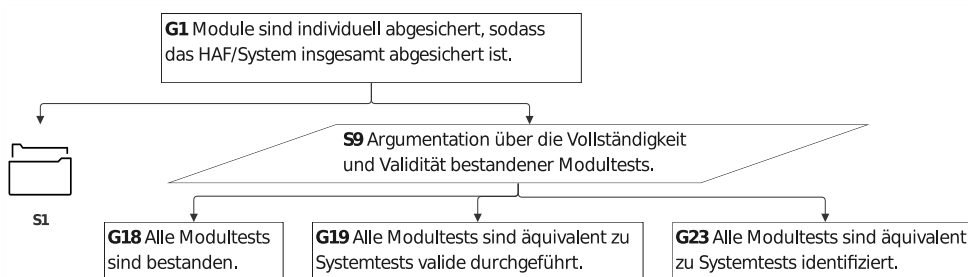 G1 Module sind individuell abgesichert, sodass
das HAF/System insgesamt abgesichert ist.
S9 Argumentation über die Vollständigkeit
und Validität bestandener Modultests.
S1
G18 Alle Modultests
sind bestanden.
G19 Alle Modultests sind äquivalent zu
Systemtests valide durchgeführt.
G23 Alle Modultests sind äquivalent
zu Systemtests identifiziert.